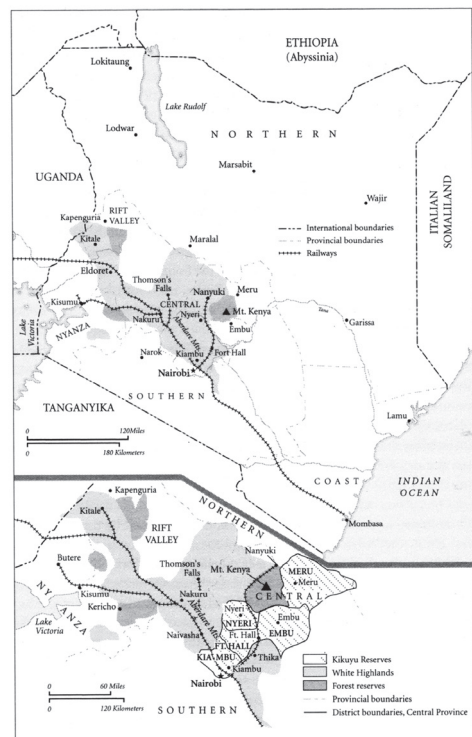 ETHIOPIA
(Abyssinia)
Lokitaung
Lake Rudolf
Lodwar
NORTHERN
Marsabit
UGANDA
Wajir
ITALIAN
SOMALILAND
Kapenguria
RIFT
VALLEY
International boundaries
Provincial boundaries
Railways
Kitale
Maralal
Eldoret
Thomson's
Falls
Nanyuki
Meru
CENTRAL
Mt. Kenya
Kisumu
Nyeri
Embu
Tana
Garissa
Lake
Victoria
NYANZA
Nakuru
Aberdare Mts.
Narok
Kiambu
Fort Hall
Nairobi
SOUTHERN
TANGANYIKA
Lamu
0 120Miles
0 180 Kilometers
COAST
INDIAN
OCEAN
Mombasa
Kapenguria
NORTHERN
Kitale
RIFT
VALLEY
Nanyuki
Butere
Thomson's
Falls
Mt. Kenya
MERU
Meru
CENTRAL
NYANZA
Kisumu
Kericho
Nakuru
Aberdare Mts.
Nyeri
NYERI
Embu
EMBU
Lake
Victoria
Naivasha
Ft. Hall
FT. HALL
KIAMBU
Thika
Kiambu
Nairobi
0 60 Miles
0 120 Kilometers
SOUTHERN
Kikuyu Reserves
White Highlands
Forest reserves
Provincial boundaries
District boundaries, Central Province